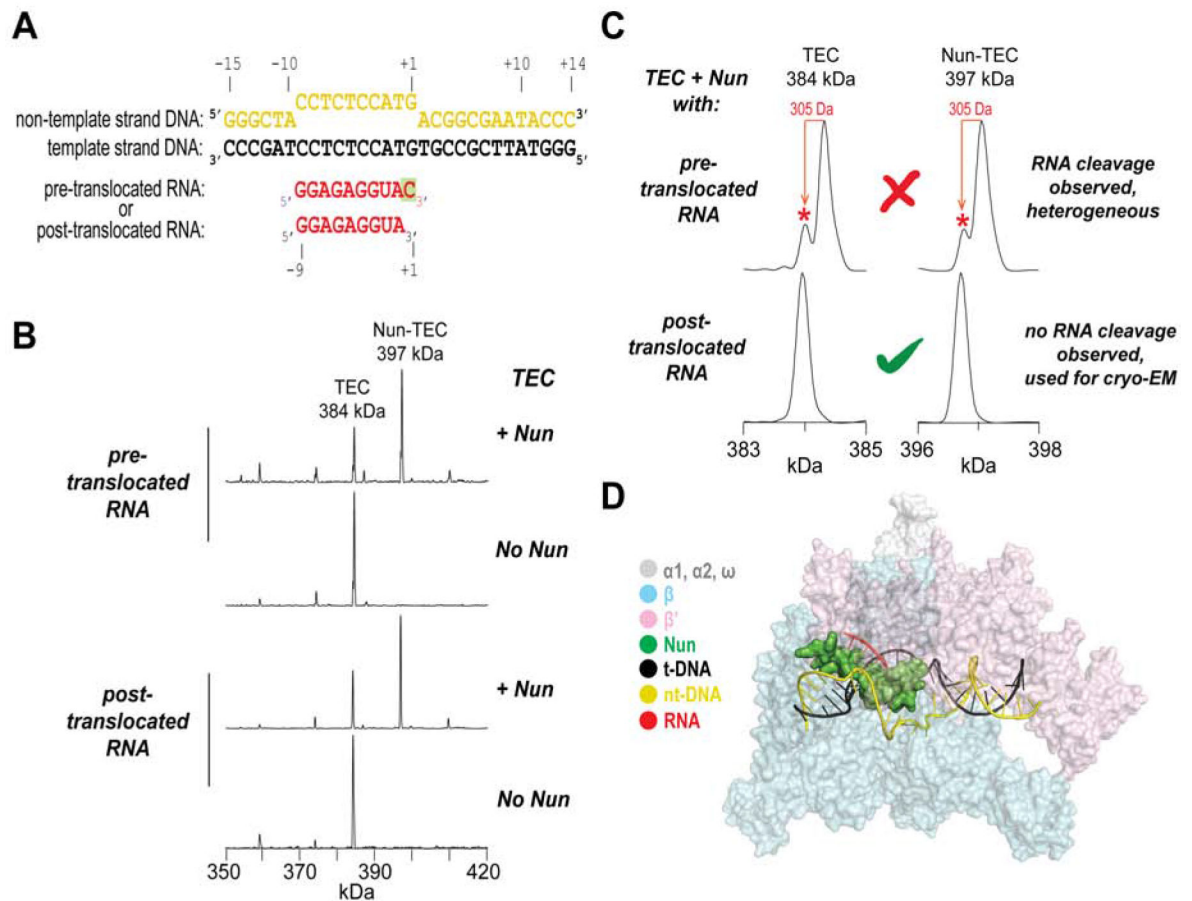 A
-15 -10 +1 +10 +14
CCTCTCCATG
non-template strand DNA: 5' GGGCTA ACGGCGAATACCC 3'
template strand DNA: 3' CCCGATCCTCTCCATGTGCCGCTTATGGG 5'
pre-translocated RNA: 5' GGAGAGGUAC 3'
or
post-translocated RNA: 5' GGAGAGGUA 3'
-9 +1
B
Nun-TEC
397 kDa
TEC
384 kDa
TEC
+ Nun
pre-
translocated
RNA
No Nun
post-
translocated
RNA
+ Nun
No Nun
350 370 390 420
kDa
C
TEC + Nun
with:
TEC
384 kDa
Nun-TEC
397 kDa
305 Da
305 Da
pre-
translocated
RNA
*
*
RNA cleavage
observed,
heterogeneous
post-
translocated
RNA
no RNA cleavage
observed,
used for cryo-EM
383 385
kDa
396 398
kDa
D
α1, α2, ω
β
β'
Nun
t-DNA
nt-DNA
RNA